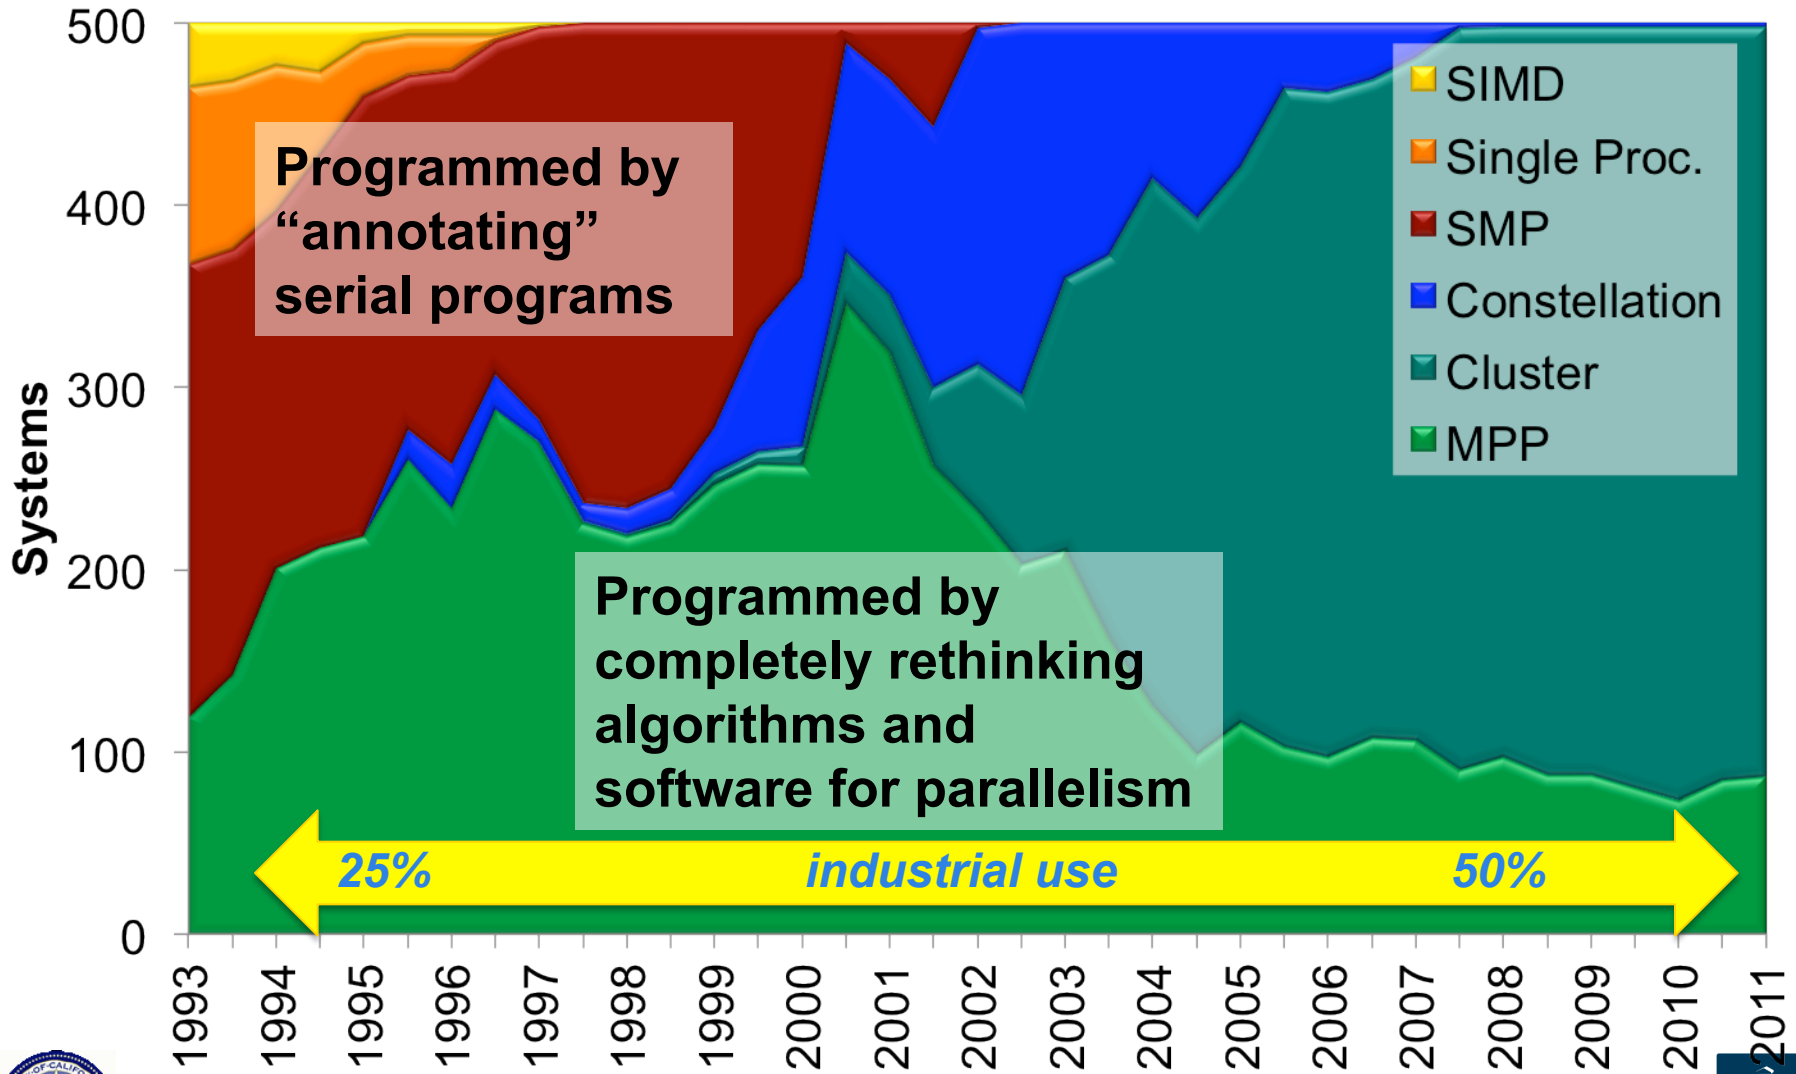 500
400
300
200
100
0
Systems
Programmed by
“annotating”
serial programs
SIMD
Single Proc.
SMP
Constellation
Cluster
MPP
Programmed by
completely rethinking
algorithms and
software for parallelism
25% industrial use 50%
1993 1994 1995 1996 1997 1998 1999 2000 2001 2002 2003 2004 2005 2006 2007 2008 2009 2010 2011